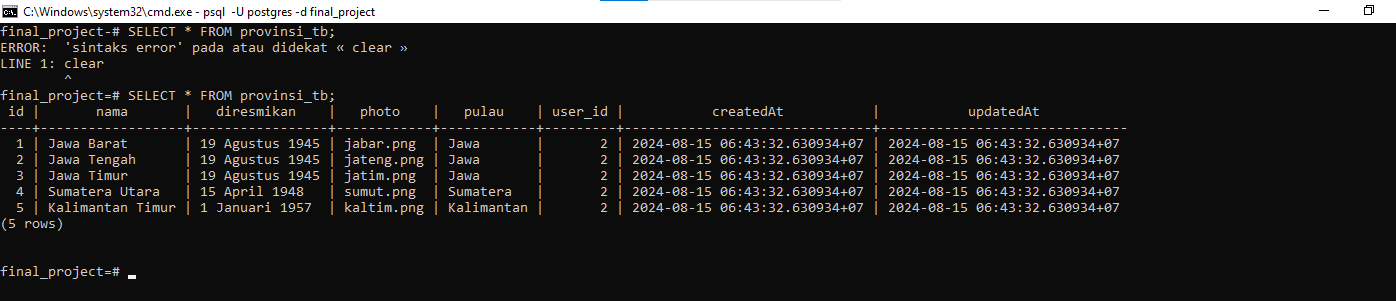 C:\Windows\system32\cmd.exe - psql  -U postgres -d final_project
final_project-# SELECT * FROM provinsi_tb;
ERROR:  'sintaks error' pada atau didekat « clear »
LINE 1: clear
        ^
final_project=# SELECT * FROM provinsi_tb;
 id |       nama       |   diresmikan    |   photo    |   pulau    | user_id |           createdAt           |           updatedAt
----+------------------+-----------------+------------+------------+---------+-------------------------------+-------------------------------
  1 | Jawa Barat       | 19 Agustus 1945 | jabar.png  | Jawa       |       2 | 2024-08-15 06:43:32.630934+07 | 2024-08-15 06:43:32.630934+07
  2 | Jawa Tengah      | 19 Agustus 1945 | jateng.png | Jawa       |       2 | 2024-08-15 06:43:32.630934+07 | 2024-08-15 06:43:32.630934+07
  3 | Jawa Timur       | 19 Agustus 1945 | jatim.png  | Jawa       |       2 | 2024-08-15 06:43:32.630934+07 | 2024-08-15 06:43:32.630934+07
  4 | Sumatera Utara   | 15 April 1948   | sumut.png  | Sumatera   |       2 | 2024-08-15 06:43:32.630934+07 | 2024-08-15 06:43:32.630934+07
  5 | Kalimantan Timur | 1 Januari 1957  | kaltim.png | Kalimantan |       2 | 2024-08-15 06:43:32.630934+07 | 2024-08-15 06:43:32.630934+07
(5 rows)
final_project=#